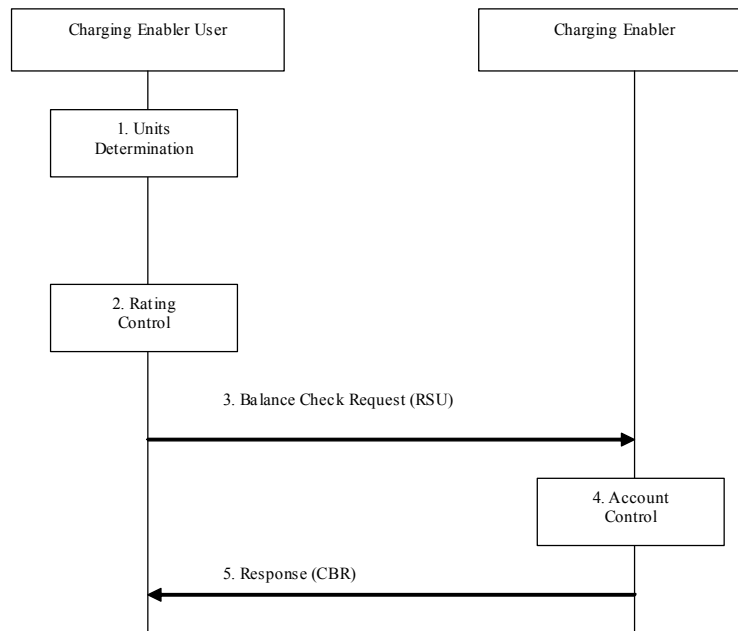 Charging Enabler User
Charging Enabler
1. Units
Determination
2. Rating
Control
3. Balance Check Request (RSU)
4. Account
Control
5. Response (CBR)